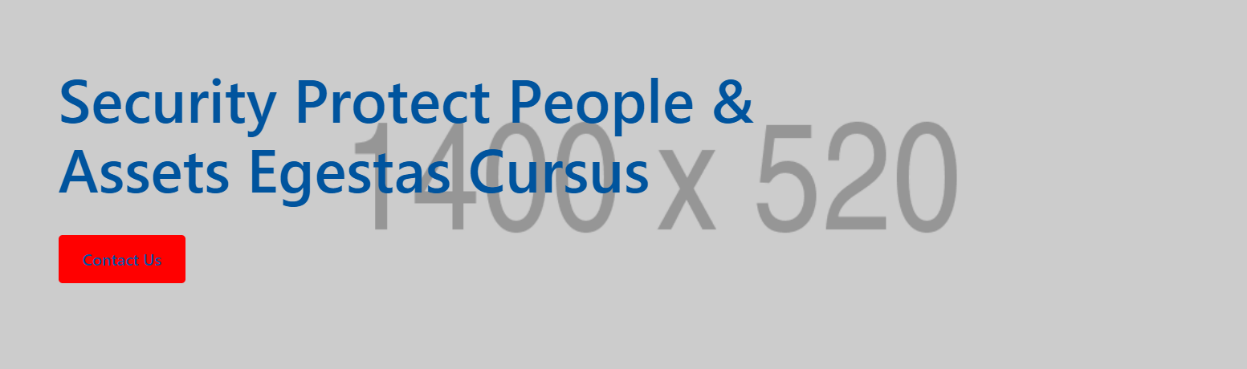 Security Protect People &
Assets Egestas Cursus
1400 x 520
Contact Us